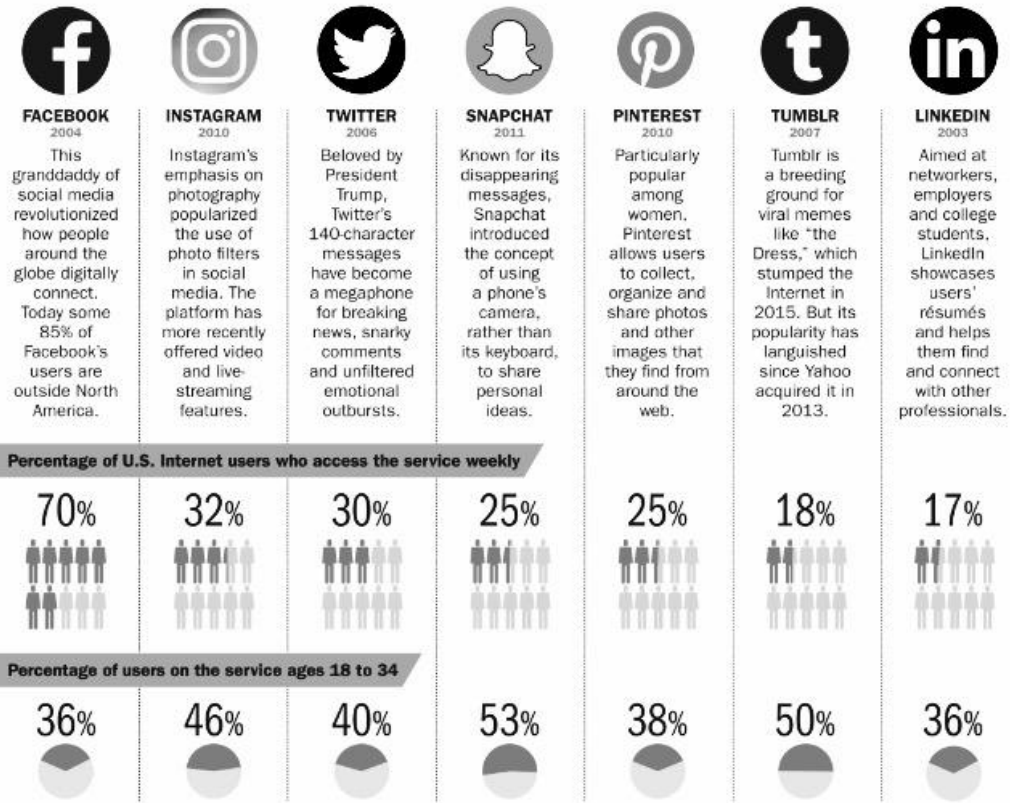 f
t
in
FACEBOOK
2004
This
granddaddy of
social media
revolutionized
how people
around the
globe digitally
connect.
Today some
85% of
Facebook's
users are
outside North
America.
INSTAGRAM
2010
Instagram's
emphasis on
photography
popularized
the use of
photo filters
in social
media. The
platform has
more recently
offered video
and live-
streaming
features.
TWITTER
2006
Beloved by
President
Trump,
Twitter's
140-character
messages
have become
a megaphone
for breaking
news, snarky
comments
and unfiltered
emotional
outbursts.
SNAPCHAT
2011
Known for its
disappearing
messages,
Snapchat
introduced
the concept
of using
a phone's
camera,
rather than
its keyboard,
to share
personal
ideas.
PINTEREST
2010
Particularly
popular
among
women,
Pinterest
allows users
to collect,
organize and
share photos
and other
images that
they find from
around the
web.
TUMBLR
2007
Tumblr is
a breeding
ground for
viral memes
like "the
Dress," which
stumped the
Internet in
2015. But its
popularity has
languished
since Yahoo
acquired it in
2013.
LINKEDIN
2003
Aimed at
networkers,
employers
and college
students,
LinkedIn
showcases
users'
résumés
and helps
them find
and connect
with other
professionals.
Percentage of U.S. Internet users who access the service weekly
70% 32% 30% 25% 25% 18% 17%
Percentage of users on the service ages 18 to 34
36% 46% 40% 53% 38% 50% 36%